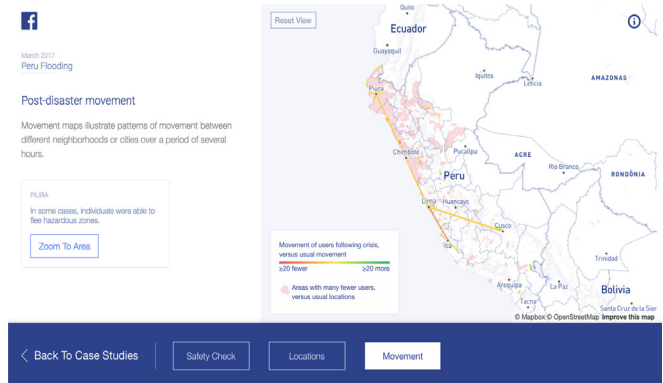 March 2017
Peru Flooding
Post-disaster movement
Movement maps illustrate patterns of movement between
different neighborhoods or cities over a period of several
hours.
PIURA
In some cases, individuals were able to
flee hazardous zones.
Zoom To Area
Reset View
Quito
Ecuador
Guayaquil
Iquitos
Leticia
AMAZONAS
Piura
Chimbote
Pucallpa
ACRE
Rio Branco
RONDÔNIA
Peru
Lima
Huancayo
Cusco
Ica
Trinidad
Arequipa
La Paz
Bolivia
Tacna
Santa Cruz de la Sier
Movement of users following crisis,
versus usual movement
≥20 fewer
≥20 more
Areas with many fewer users,
versus usual locations
© Mapbox © OpenStreetMap Improve this map
Back To Case Studies
Safety Check
Locations
Movement